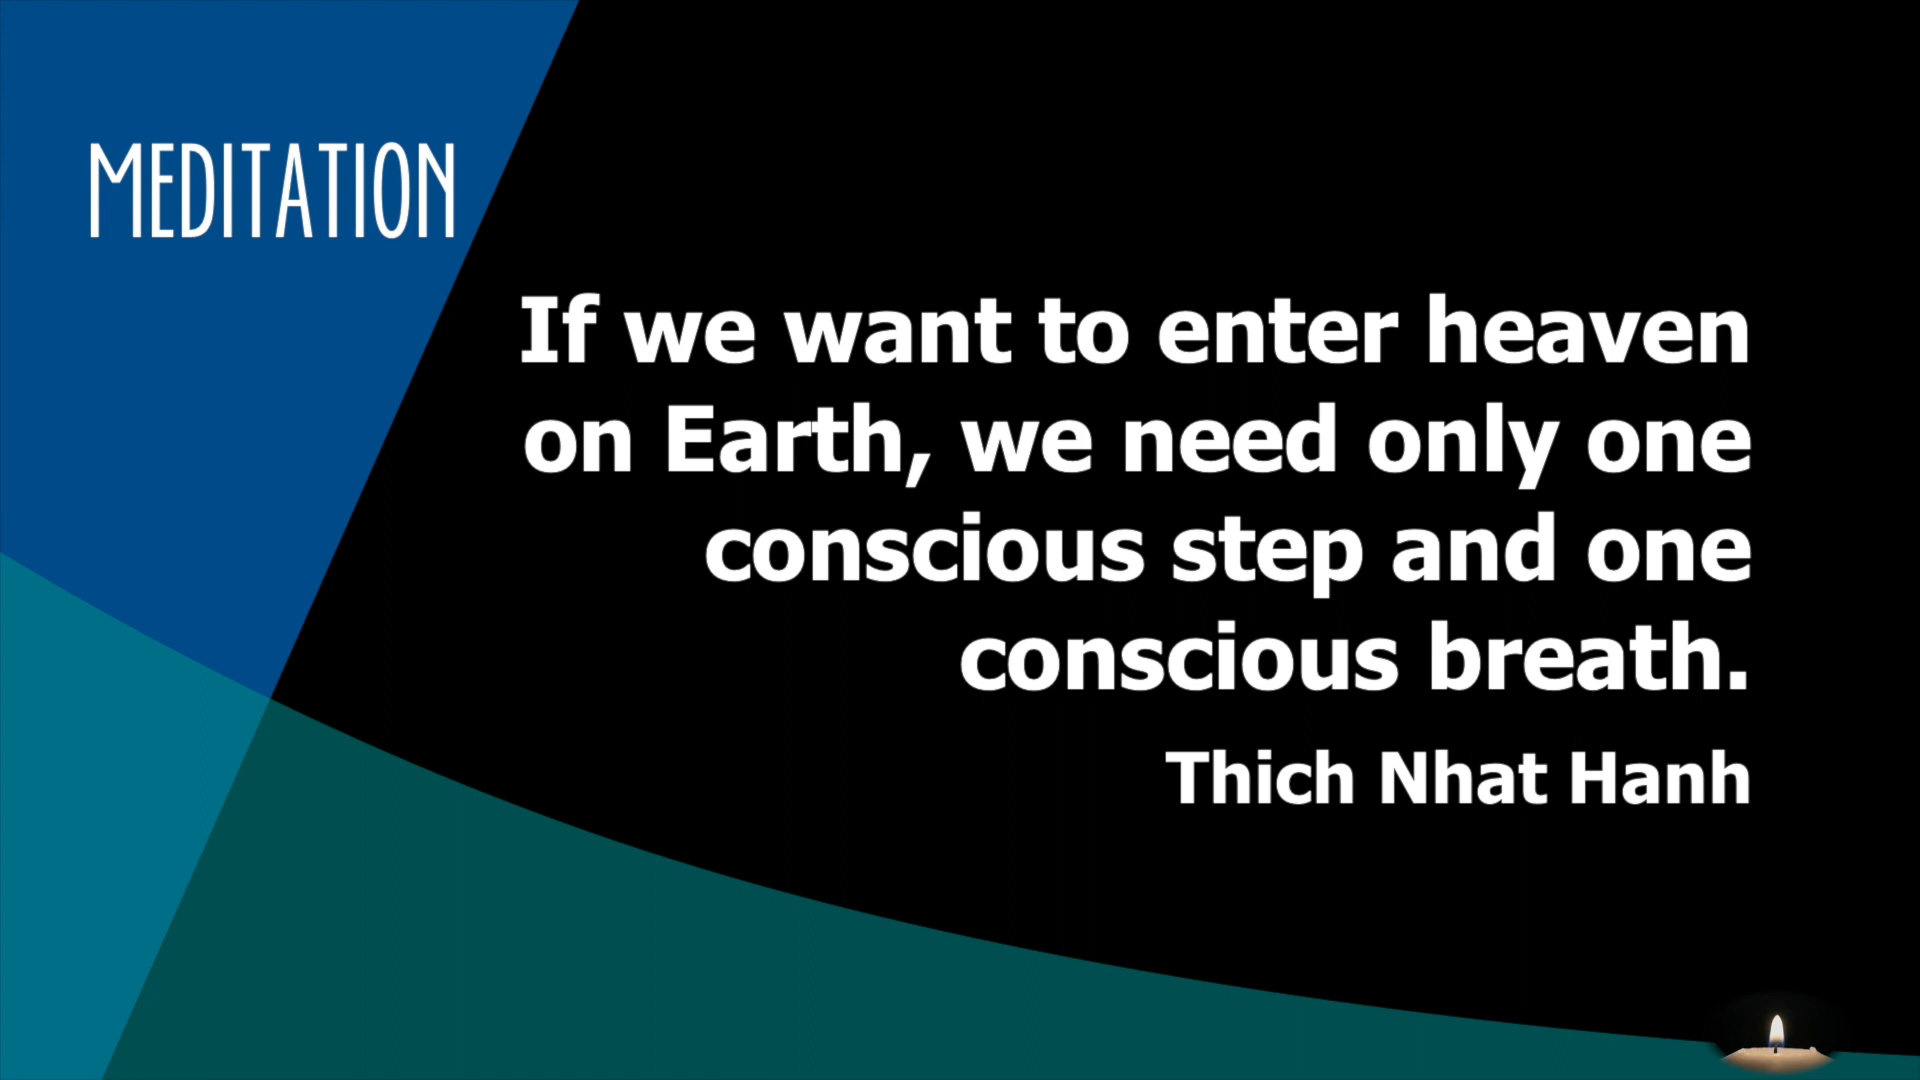 MEDITATION
If we want to enter heaven
on Earth, we need only one
conscious step and one
conscious breath.
Thich Nhat Hanh